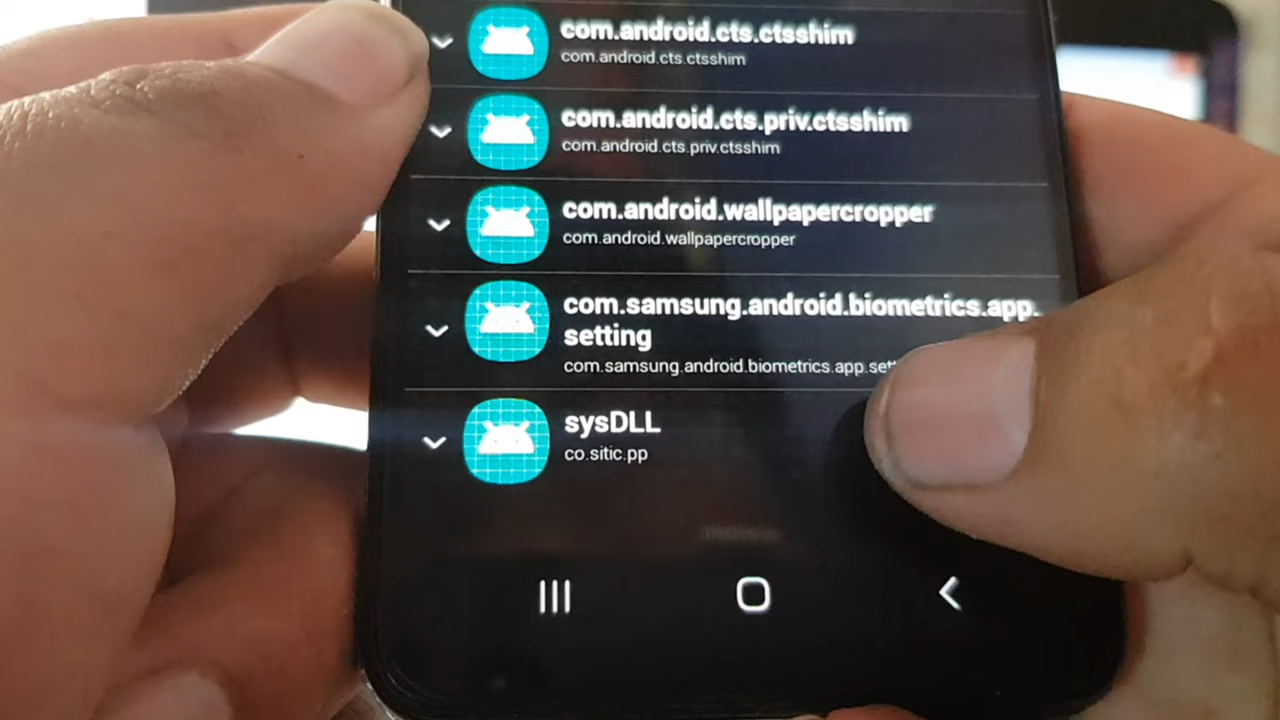 com.android.cts.ctsshim
com.android.cts.ctsshim
com.android.cts.priv.ctsshim
com.android.cts.priv.ctsshim
com.android.wallpapercropper
com.android.wallpapercropper
com.samsung.android.biometrics.app.
setting
com.samsung.android.biometrics.app.set
sysDLL
co.sitic.pp